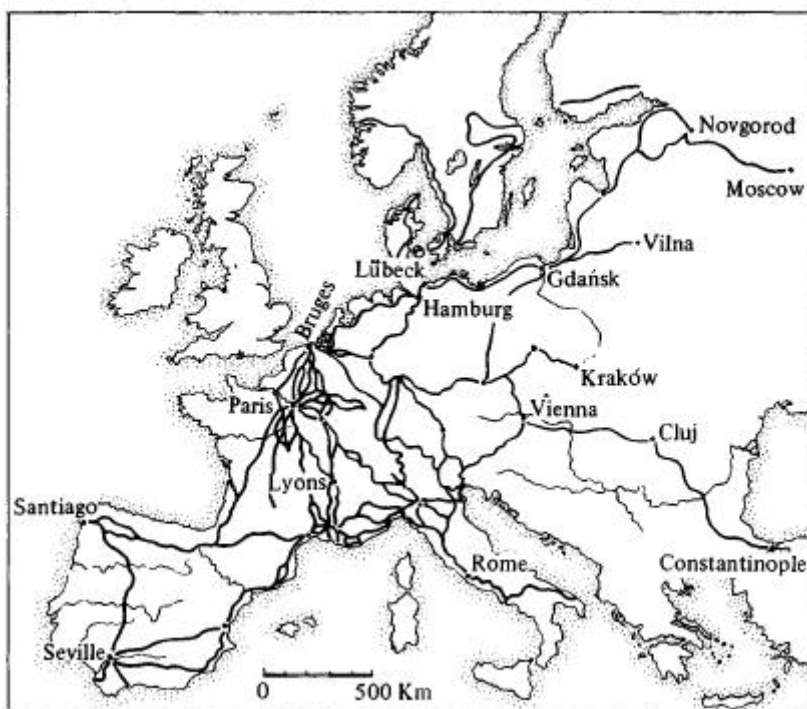 Novgorod
Moscow
Vilna
Lübeck
Gdańsk
Hamburg
Bruges
Kraków
Paris
Vienna
Cluj
Lyons
Santiago
Rome
Constantinople
Seville
0 500 Km